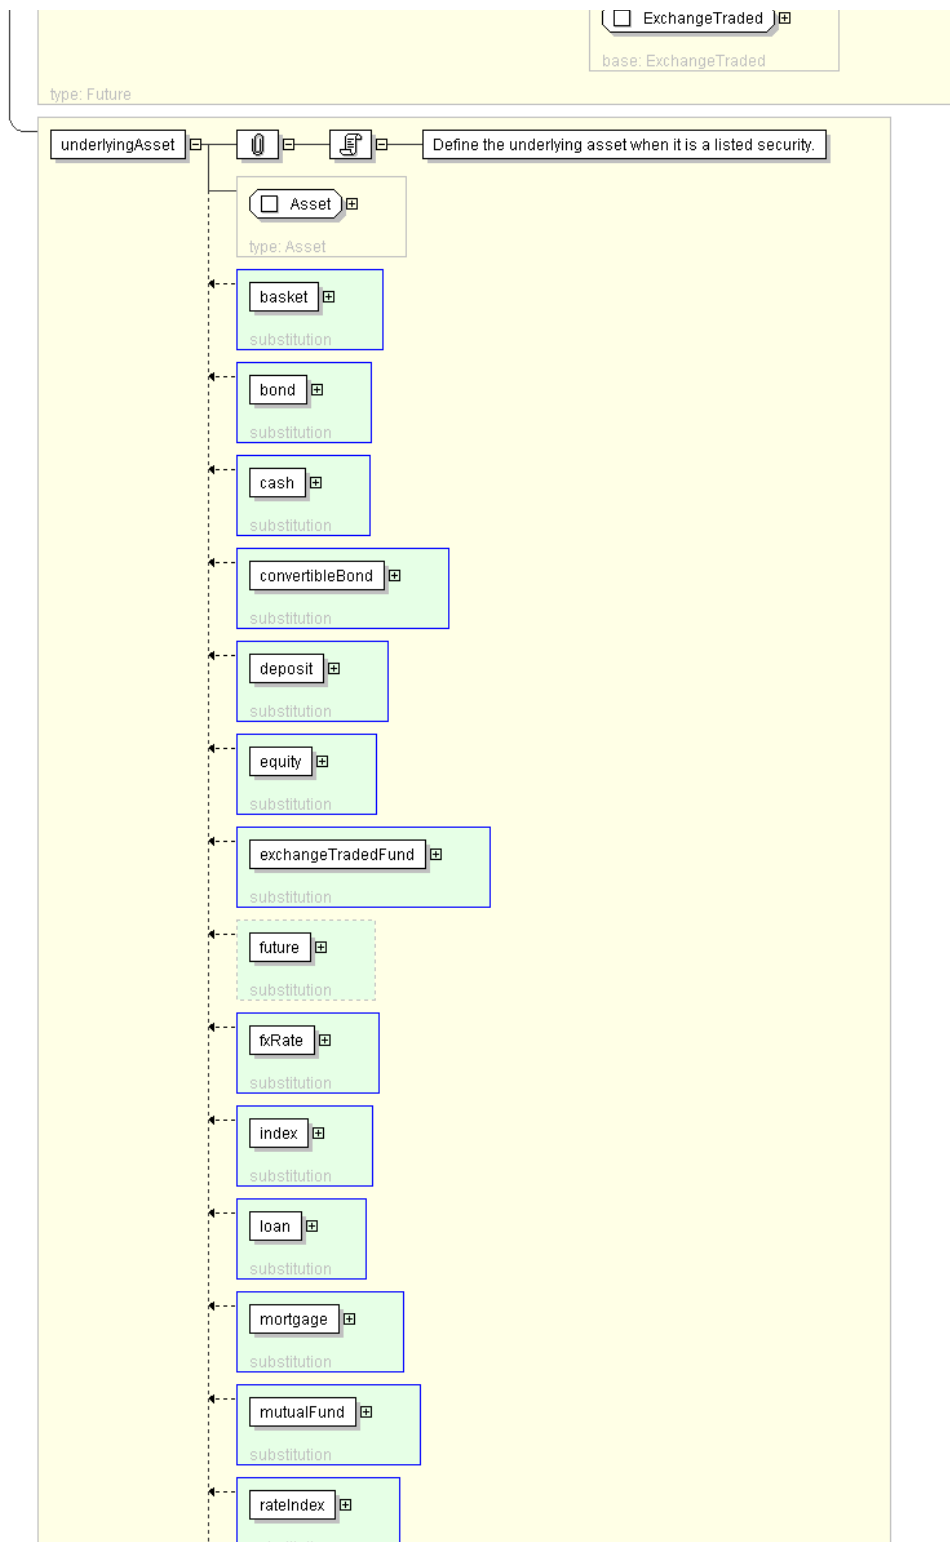 ExchangeTraded
base: ExchangeTraded
type: Future
underlyingAsset
Define the underlying asset when it is a listed security.
Asset
type: Asset
basket
substitution
bond
substitution
cash
substitution
convertibleBond
substitution
deposit
substitution
equity
substitution
exchangeTradedFund
substitution
future
substitution
fxRate
substitution
index
substitution
loan
substitution
mortgage
substitution
mutualFund
substitution
rateIndex